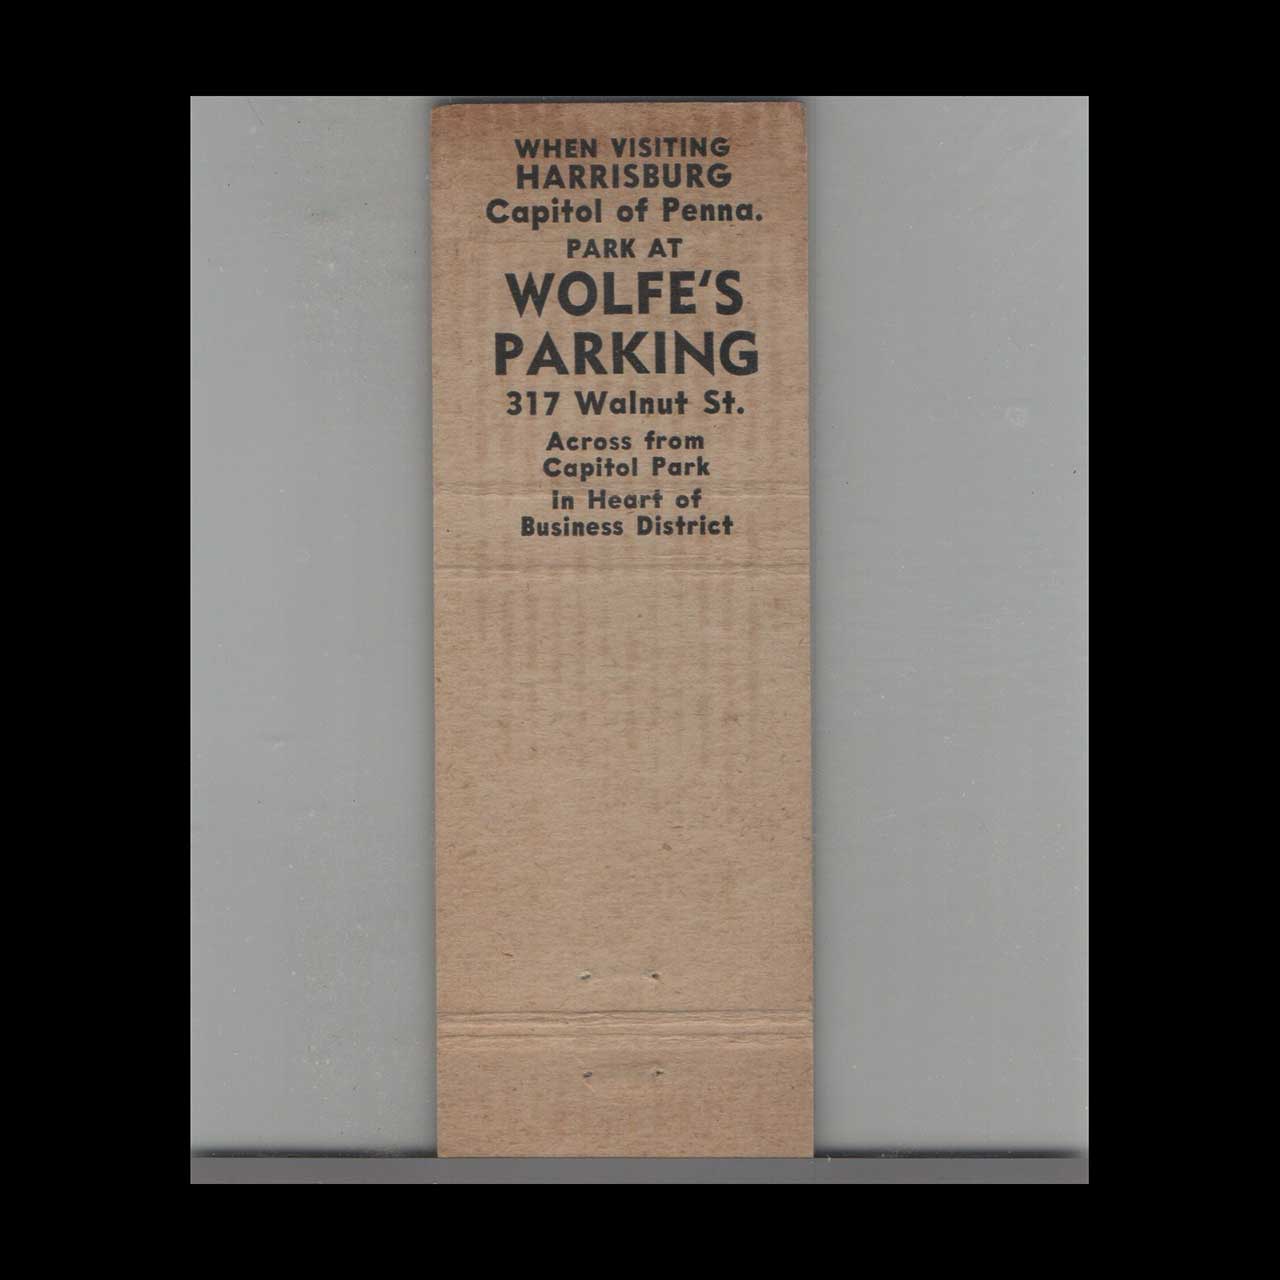 WHEN VISITING
HARRISBURG
Capitol of Penna.
PARK AT
WOLFE'S
PARKING
317 Walnut St.
Across from
Capitol Park
in Heart of
Business District